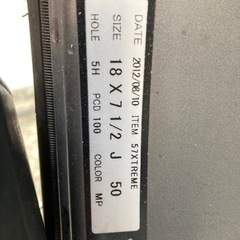 DATE 2012/08/10 ITEM 57XTREME
SIZE 18 X 7 1/2 J 50
HOLE 5H PCD 100 COLOR MP